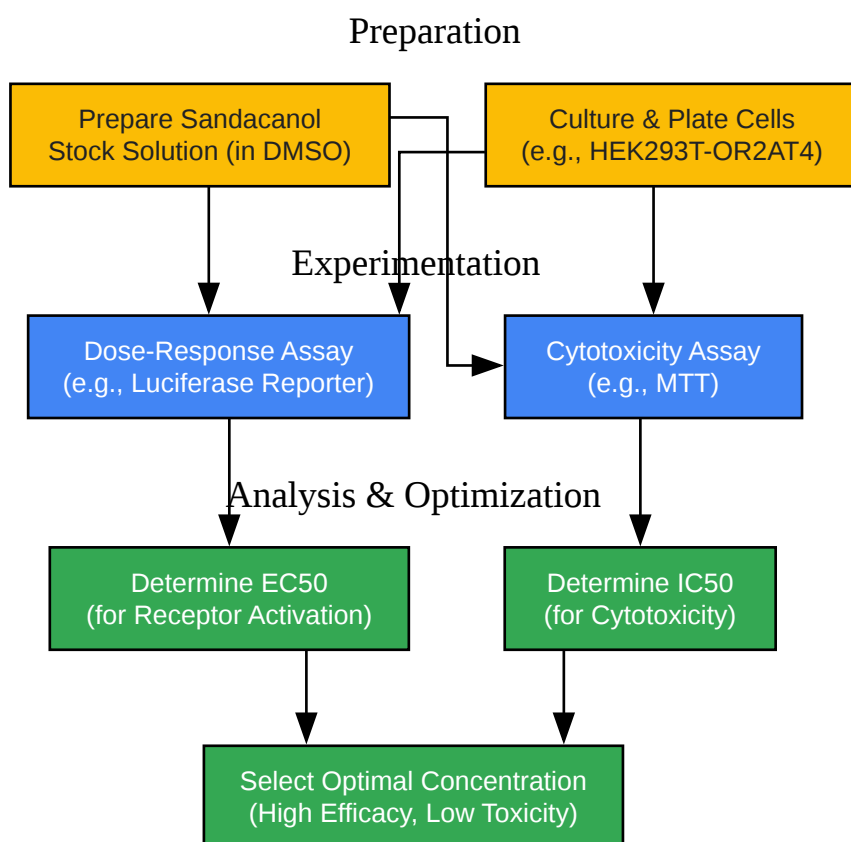 Preparation
Prepare Sandacanol
Stock Solution (in DMSO)
Culture & Plate Cells
(e.g., HEK293T-OR2AT4)
Experimentation
Dose-Response Assay
(e.g., Luciferase Reporter)
Cytotoxicity Assay
(e.g., MTT)
Analysis & Optimization
Determine EC50
(for Receptor Activation)
Determine IC50
(for Cytotoxicity)
Select Optimal Concentration
(High Efficacy, Low Toxicity)